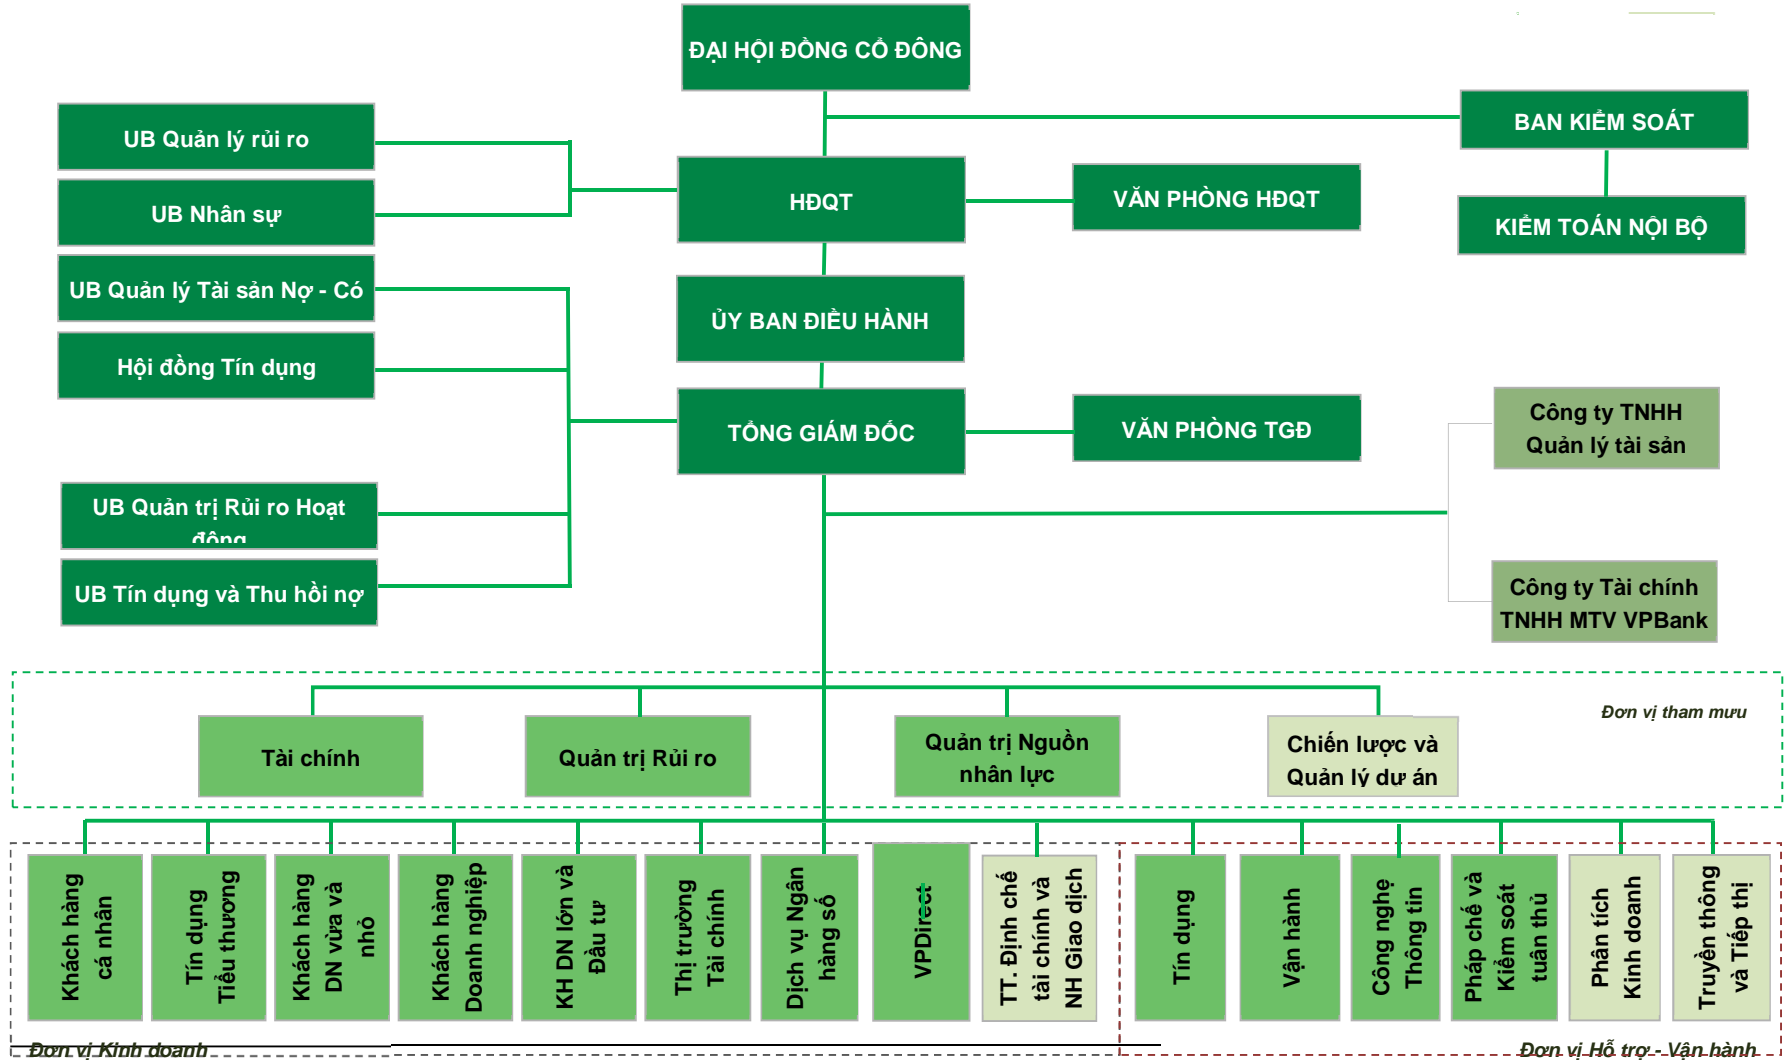 ĐẠI HỘI ĐỒNG CỔ ĐÔNG
UB Quản lý rủi ro
BAN KIỂM SOÁT
UB Nhân sự
HĐQT
VĂN PHÒNG HĐQT
KIỂM TOÁN NỘI BỘ
UB Quản lý Tài sản Nợ - Có
ỦY BAN ĐIỀU HÀNH
Hội đồng Tín dụng
TỔNG GIÁM ĐỐC
VĂN PHÒNG TGĐ
Công ty TNHH
Quản lý tài sản
UB Quản trị Rủi ro Hoạt
động
UB Tín dụng và Thu hồi nợ
Công ty Tài chính
TNHH MTV VPBank
Đơn vị tham mưu
Tài chính
Quản trị Rủi ro
Quản trị Nguồn
nhân lực
Chiến lược và
Quản lý dự án
Khách hàng
cá nhân
Tín dụng
Tiểu thương
Khách hàng
DN vừa và
nhỏ
Khách hàng
Doanh nghiệp
KH DN lớn và
Đầu tư
Thị trường
Tài chính
Dịch vụ Ngân
hàng số
VPDirect
TT. Định chế
tài chính và
NH Giao dịch
Tín dụng
Vận hành
Công nghệ
Thông tin
Pháp chế và
Kiểm soát
tuân thủ
Phân tích
Kinh doanh
Truyền thông
và Tiếp thị
Đơn vị Kinh doanh
Đơn vị Hỗ trợ - Vận hành